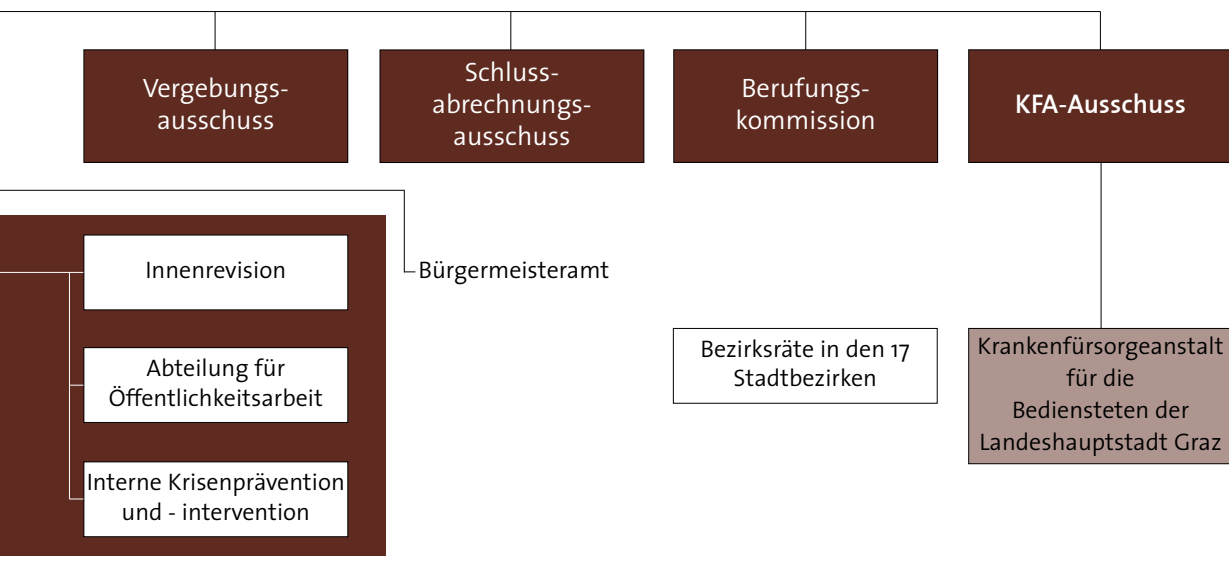 Vergebungs-
ausschuss
Schluss-
abrechnungs-
ausschuss
Berufungs-
kommission
KFA-Ausschuss
Innenrevision
Bürgermeisteramt
Abteilung für
Öffentlichkeitsarbeit
Interne Krisenprävention
und - intervention
Bezirksräte in den 17
Stadtbezirken
Krankenfürsorgeanstalt
für die
Bediensteten der
Landeshauptstadt Graz